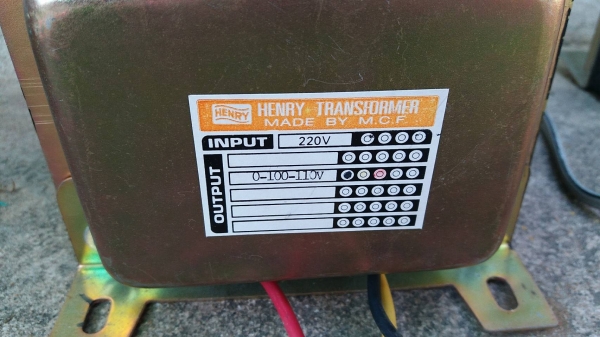 HENRY HENRY TRANSFORMER
MADE BY M.C.F.
INPUT 220V
OUTPUT
0-100-110V